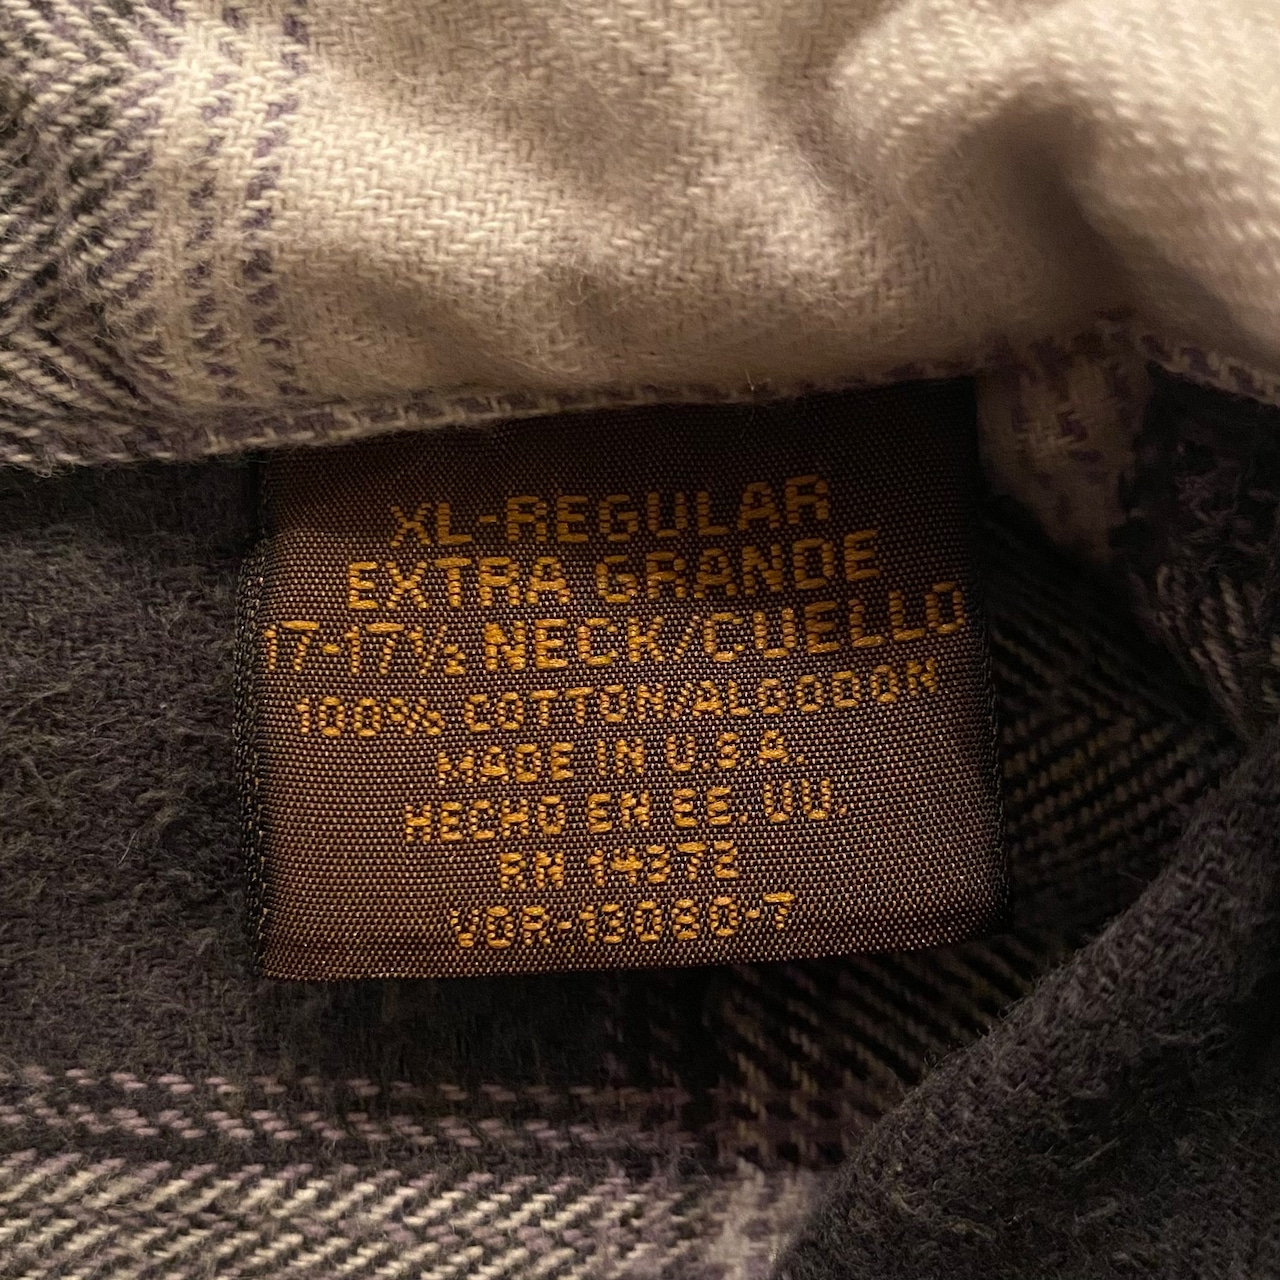 XL-REGULAR
EXTRA GRANDE
17-17½ NECK/CUELLO
100% COTTON/ALGODON
MADE IN U.S.A.
HECHO EN EE. UU.
RN 14372
VOR-13080-7